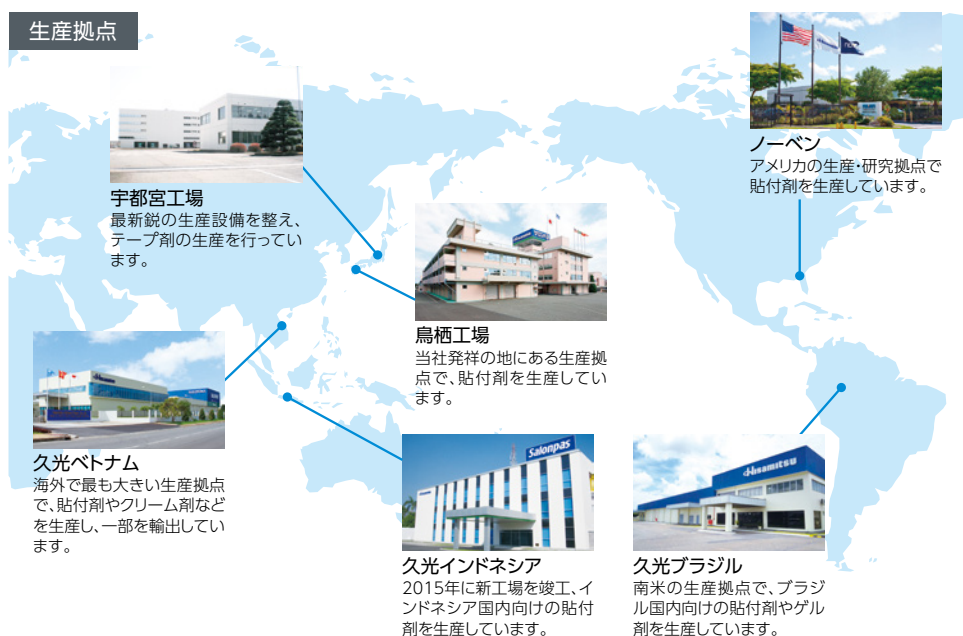 生産拠点
宇都宮工場
最新鋭の生産設備を整え、
テープ剤の生産を行ってい
ます。
ノーベン
アメリカの生産・研究拠点で
貼付剤を生産しています。
鳥栖工場
当社発祥の地にある生産拠
点で、貼付剤を生産してい
ます。
Hisamitsu
久光ベトナム
海外で最も大きい生産拠点
で、貼付剤やクリーム剤など
を生産し、一部を輸出してい
ます。
Salonpas
久光インドネシア
2015年に新工場を竣工、イ
ンドネシア国内向けの貼付
剤を生産しています。
Hisamitsu
久光ブラジル
南米の生産拠点で、ブラジ
ル国内向けの貼付剤やゲル
剤を生産しています。